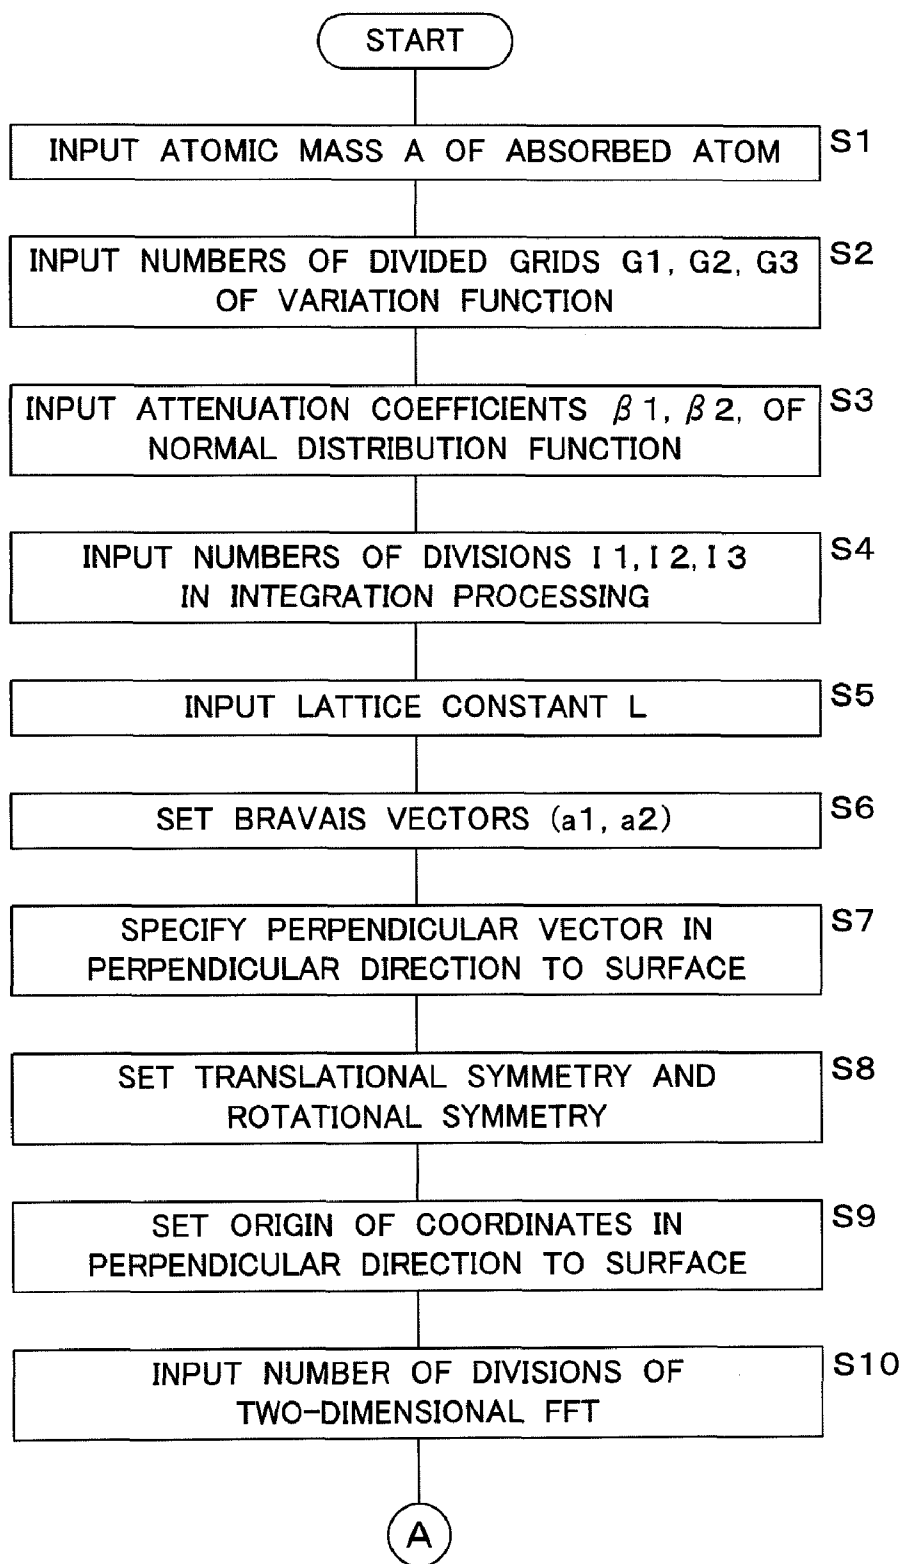 START
INPUT ATOMIC MASS A OF ABSORBED ATOM S1
INPUT NUMBERS OF DIVIDED GRIDS G1, G2, G3 S2
OF VARIATION FUNCTION
INPUT ATTENUATION COEFFICIENTS β1, β2, OF S3
NORMAL DISTRIBUTION FUNCTION
INPUT NUMBERS OF DIVISIONS I1, I2, I3 S4
IN INTEGRATION PROCESSING
INPUT LATTICE CONSTANT L S5
SET BRAVAIS VECTORS (a1, a2) S6
SPECIFY PERPENDICULAR VECTOR IN S7
PERPENDICULAR DIRECTION TO SURFACE
SET TRANSLATIONAL SYMMETRY AND S8
ROTATIONAL SYMMETRY
SET ORIGIN OF COORDINATES IN S9
PERPENDICULAR DIRECTION TO SURFACE
INPUT NUMBER OF DIVISIONS OF S10
TWO-DIMENSIONAL FFT
A